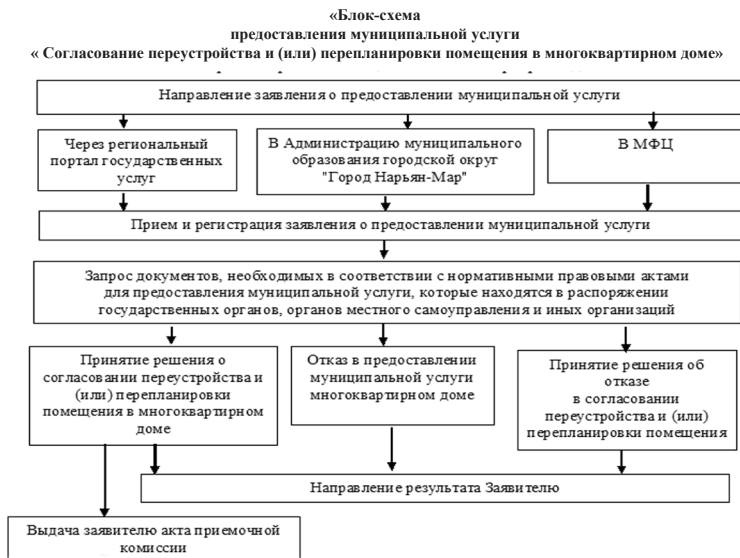 «Блок-схема
предоставления муниципальной услуги
« Согласование переустройства и (или) перепланировки помещения в многоквартирном доме»
Направление заявления о предоставлении муниципальной услуги
Через региональный
портал государственных
услуг
В Администрацию муниципального
образования городской округ
"Город Нарьян-Мар"
В МФЦ
Прием и регистрация заявления о предоставлении муниципальной услуги
Запрос документов, необходимых в соответствии с нормативными правовыми актами
для предоставления муниципальной услуги, которые находятся в распоряжении
государственных органов, органов местного самоуправления и иных организаций
Принятие решения о
согласовании переустройства и
(или) перепланировки
помещения в многоквартирном
доме
Отказ в предоставлении
муниципальной услуги
многоквартирном доме
Принятие решения об
отказе
в согласовании
переустройства и (или)
перепланировки помещения
Направление результата Заявителю
Выдача заявителю акта приемочной
комиссии